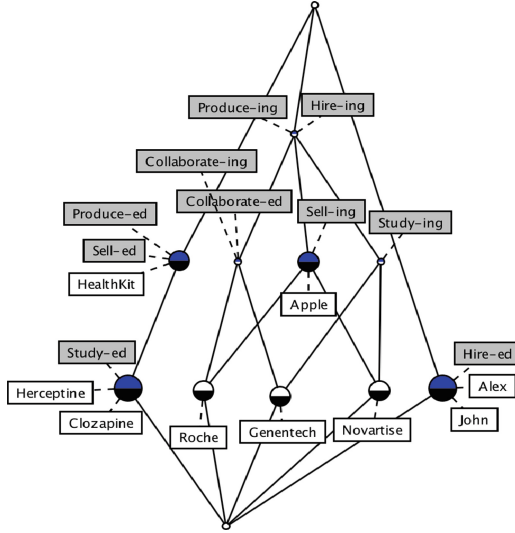 Produce-ing
Hire-ing
Collaborate-ing
Collaborate-ed
Produce-ed
Sell-ing
Study-ing
Sell-ed
HealthKit
Apple
Study-ed
Hire-ed
Herceptine
Alex
Clozapine
John
Roche
Genentech
Novartise